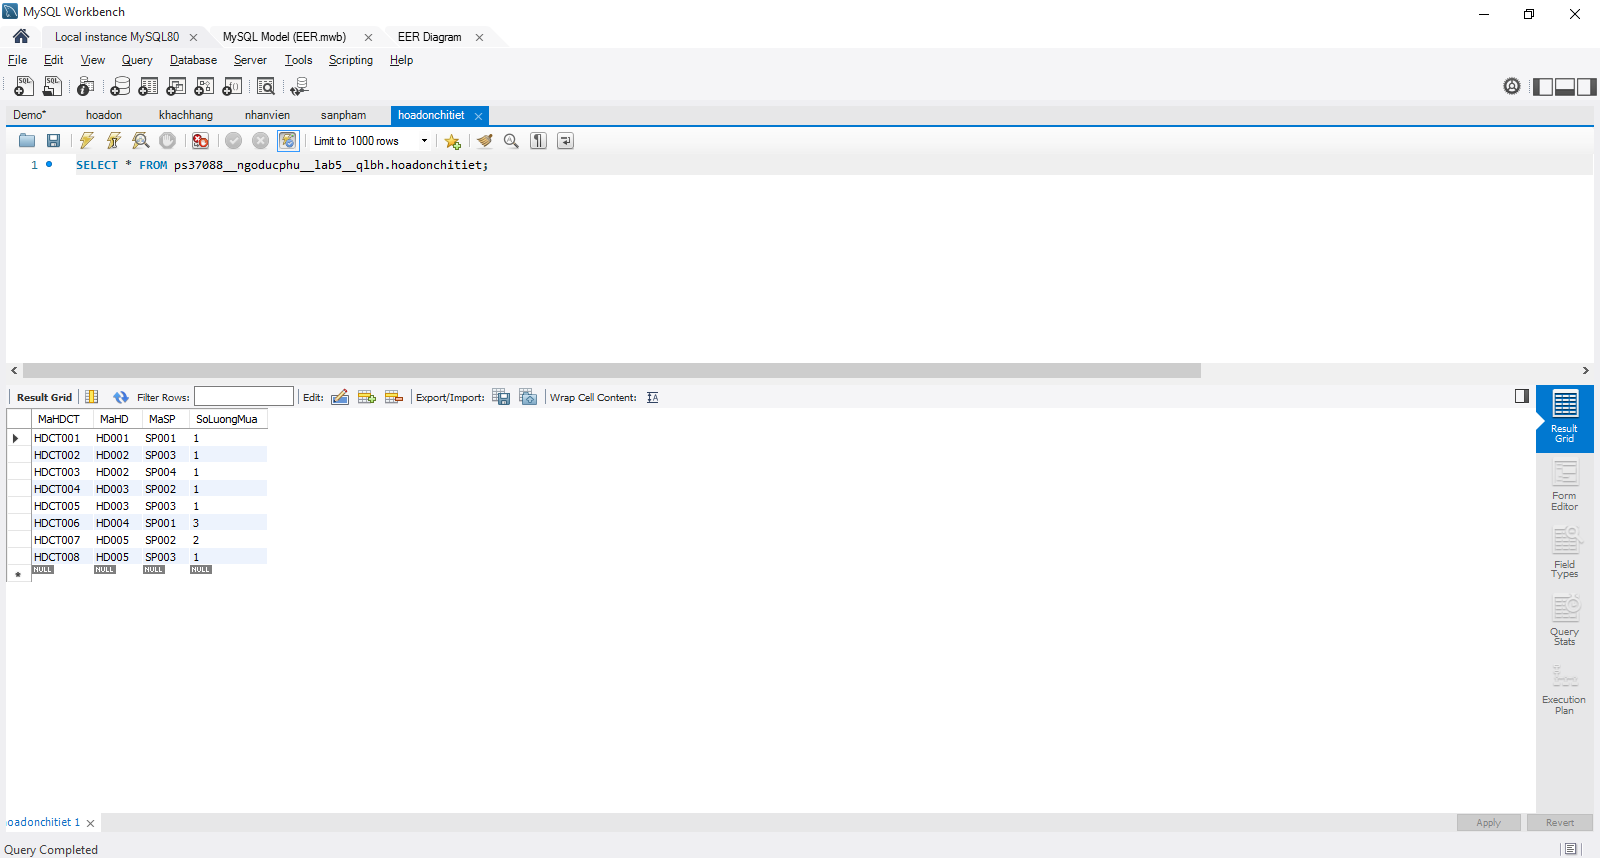 MySQL Workbench
Local instance MySQL80 MySQL Model (EER.mwb) EER Diagram
File Edit View Query Database Server Tools Scripting Help
Demo* hoadon khachhang nhanvien sanpham hoadonchitiet
Limit to 1000 rows
1 SELECT * FROM ps37088__ngoducphu__lab5__qlbh.hoadonchitiet;
Result Grid Filter Rows: Edit: Export/Import: Wrap Cell Content:
MaHDCT MaHD MaSP SoLuongMua
HDCT001 HD001 SP001 1
HDCT002 HD002 SP003 1
HDCT003 HD002 SP004 1
HDCT004 HD003 SP002 1
HDCT005 HD003 SP003 1
HDCT006 HD004 SP001 3
HDCT007 HD005 SP002 2
HDCT008 HD005 SP003 1
NULL NULL NULL NULL
Result
Grid
Form
Editor
Field
Types
Query
Stats
Execution
Plan
oadonchitiet 1
Apply Revert
Query Completed